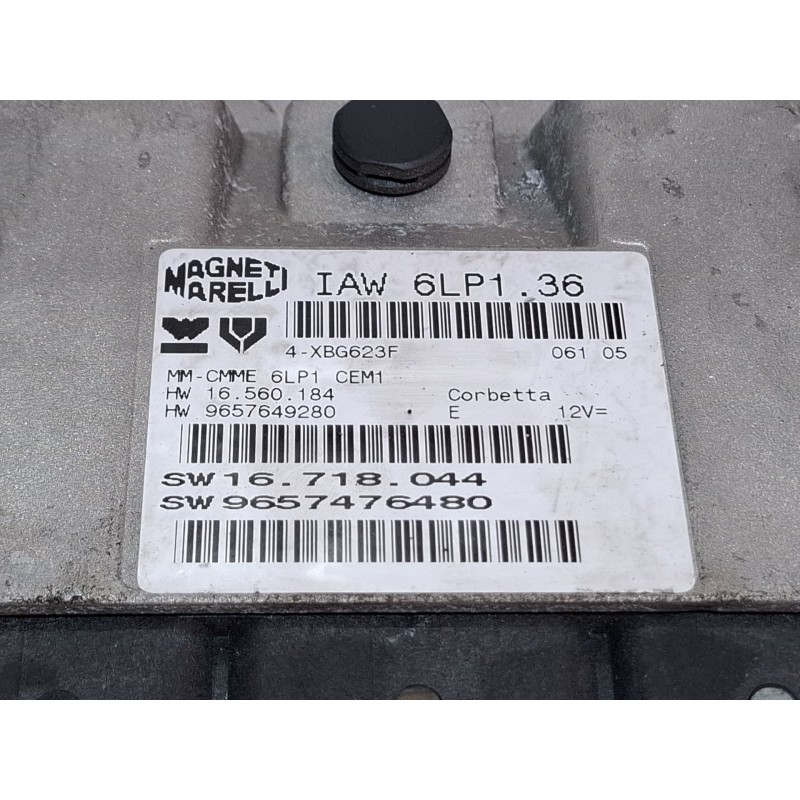 MAGNETI MARELLI
IAW 6LP1.36
4-XBG623F 061 05
MM-CMME 6LP1 CEM1
HW 16.560.184 Corbetta
HW 9657649280 E 12V=
SW 16.718.044
SW 9657476480